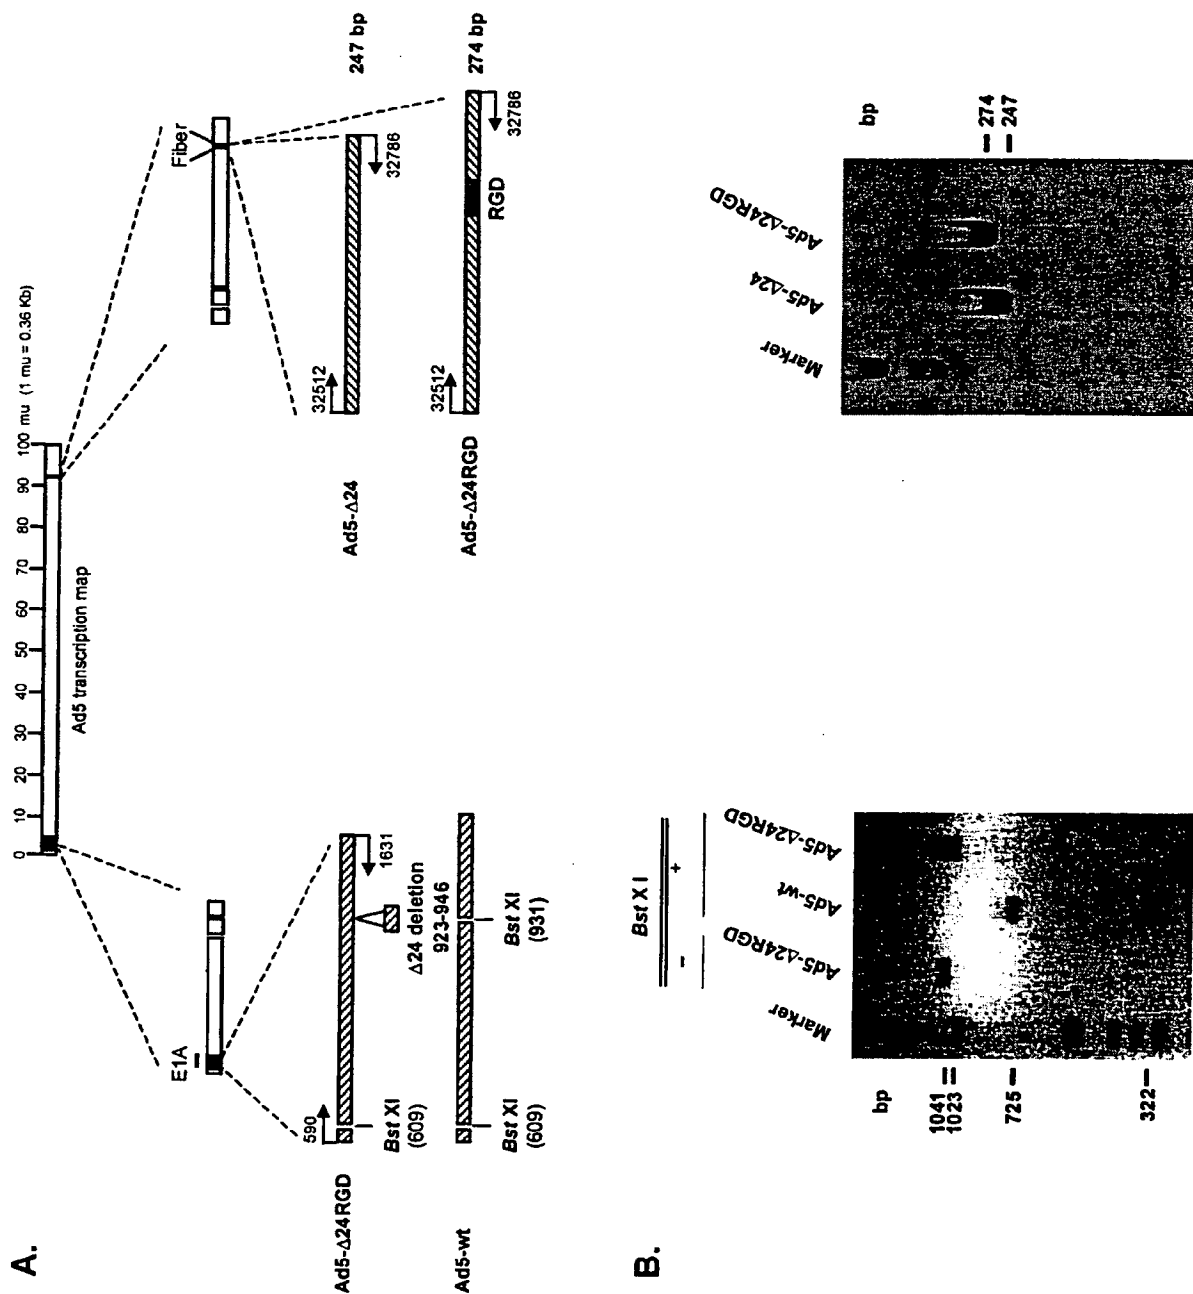 A.
0 10 20 30 40 50 60 70 80 90 100 mu (1 mu = 0.36 Kb)
Ad5 transcription map
E1A
Fiber
Ad5-Δ24RGD
590
1631
Bst XI
(609)
Δ24 deletion
923-946
Ad5-wt
Bst XI
(609)
Bst XI
(931)
Ad5-Δ24
32512
32786
247 bp
Ad5-Δ24RGD
32512
32786
274 bp
RGD
B.
Bst X I
- +
Marker
Ad5-Δ24RGD
Ad5-wt
Ad5-Δ24RGD
bp
1041
1023
725
322
Marker
Ad5-Δ24
Ad5-Δ24RGD
bp
274
247